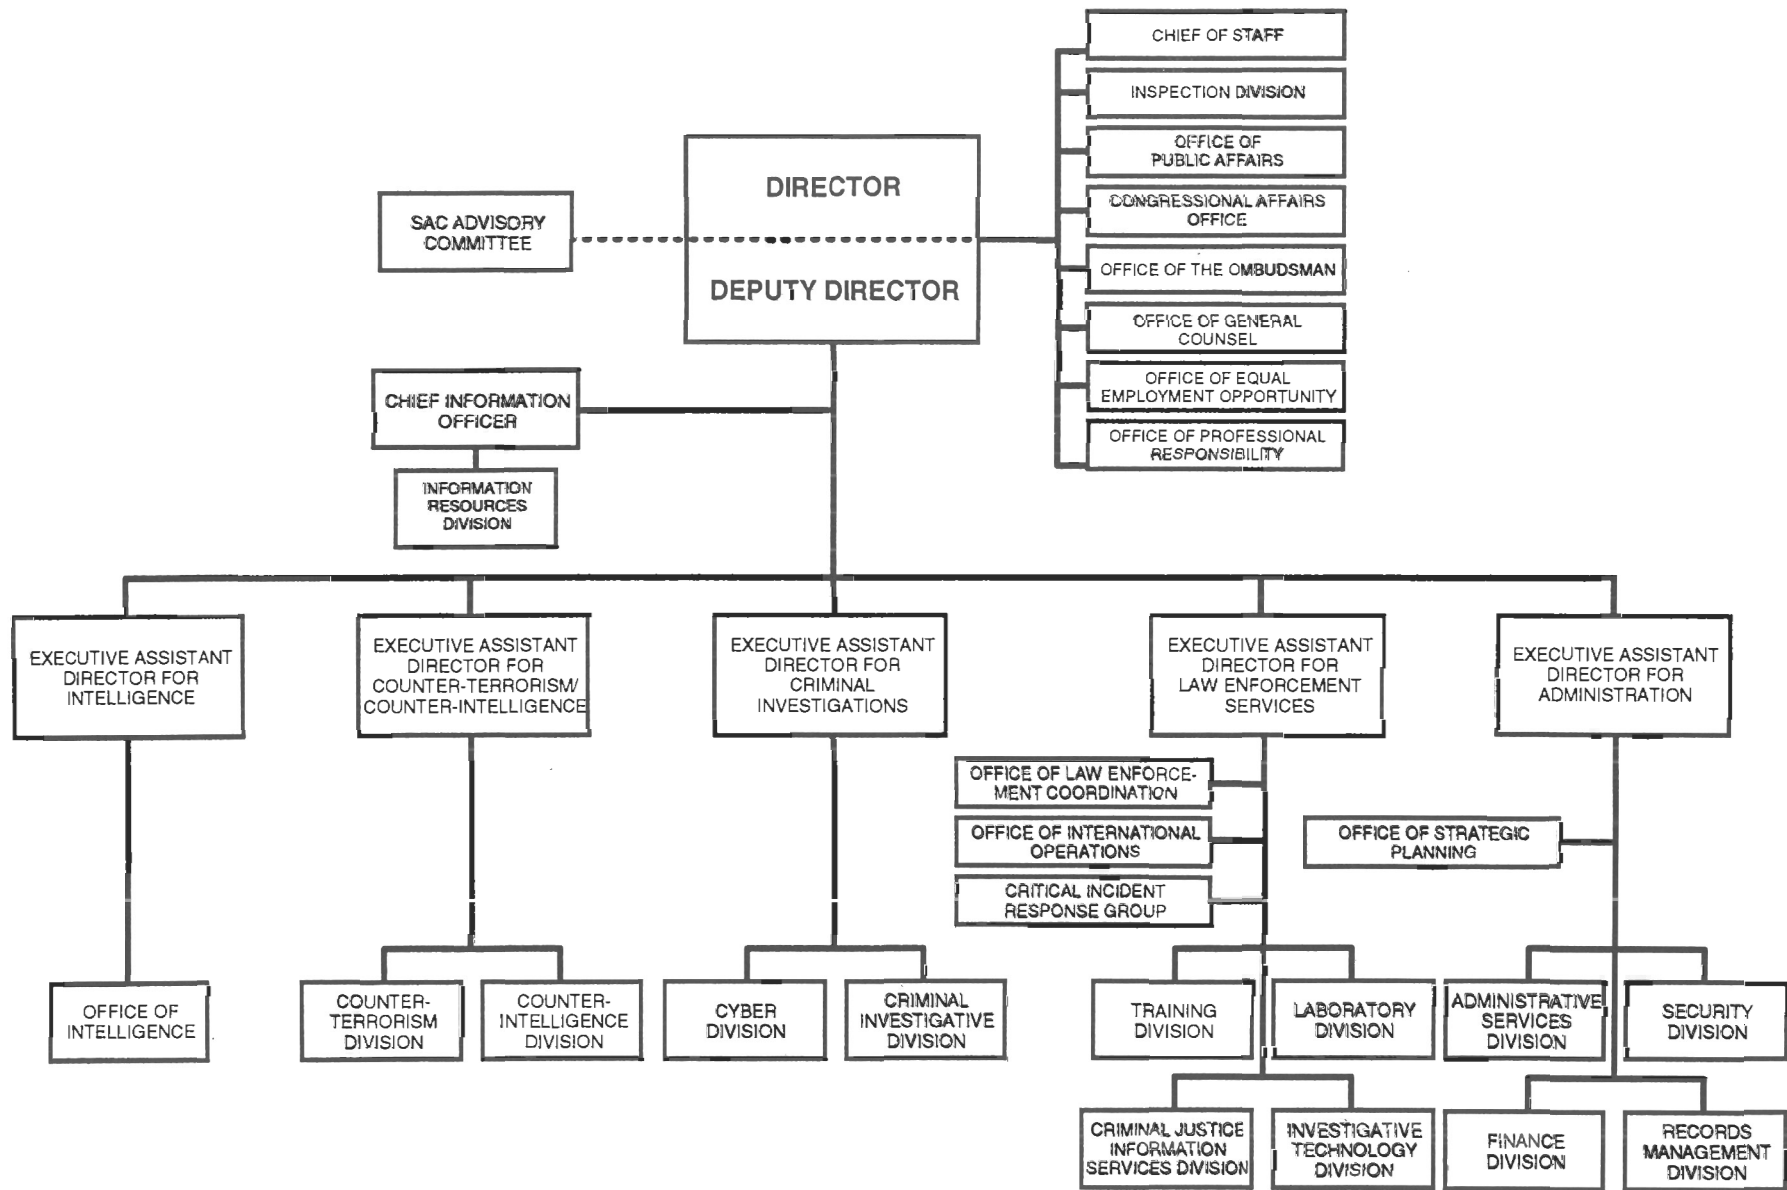 CHIEF OF STAFF
INSPECTION DIVISION
OFFICE OF
PUBLIC AFFAIRS
CONGRESSIONAL AFFAIRS
OFFICE
OFFICE OF THE OMBUDSMAN
OFFICE OF GENERAL
COUNSEL
OFFICE OF EQUAL
EMPLOYMENT OPPORTUNITY
OFFICE OF PROFESSIONAL
RESPONSIBILITY
DIRECTOR
DEPUTY DIRECTOR
SAC ADVISORY
COMMITTEE
CHIEF INFORMATION
OFFICER
INFORMATION
RESOURCES
DIVISION
EXECUTIVE ASSISTANT
DIRECTOR FOR
INTELLIGENCE
EXECUTIVE ASSISTANT
DIRECTOR FOR
COUNTER-TERRORISM/
COUNTER-INTELLIGENCE
EXECUTIVE ASSISTANT
DIRECTOR FOR
CRIMINAL
INVESTIGATIONS
EXECUTIVE ASSISTANT
DIRECTOR FOR
LAW ENFORCEMENT
SERVICES
EXECUTIVE ASSISTANT
DIRECTOR FOR
ADMINISTRATION
OFFICE OF LAW ENFORCE-
MENT COORDINATION
OFFICE OF INTERNATIONAL
OPERATIONS
CRITICAL INCIDENT
RESPONSE GROUP
OFFICE OF STRATEGIC
PLANNING
OFFICE OF
INTELLIGENCE
COUNTER-
TERRORISM
DIVISION
COUNTER-
INTELLIGENCE
DIVISION
CYBER
DIVISION
CRIMINAL
INVESTIGATIVE
DIVISION
TRAINING
DIVISION
LABORATORY
DIVISION
ADMINISTRATIVE
SERVICES
DIVISION
SECURITY
DIVISION
CRIMINAL JUSTICE
INFORMATION
SERVICES DIVISION
INVESTIGATIVE
TECHNOLOGY
DIVISION
FINANCE
DIVISION
RECORDS
MANAGEMENT
DIVISION